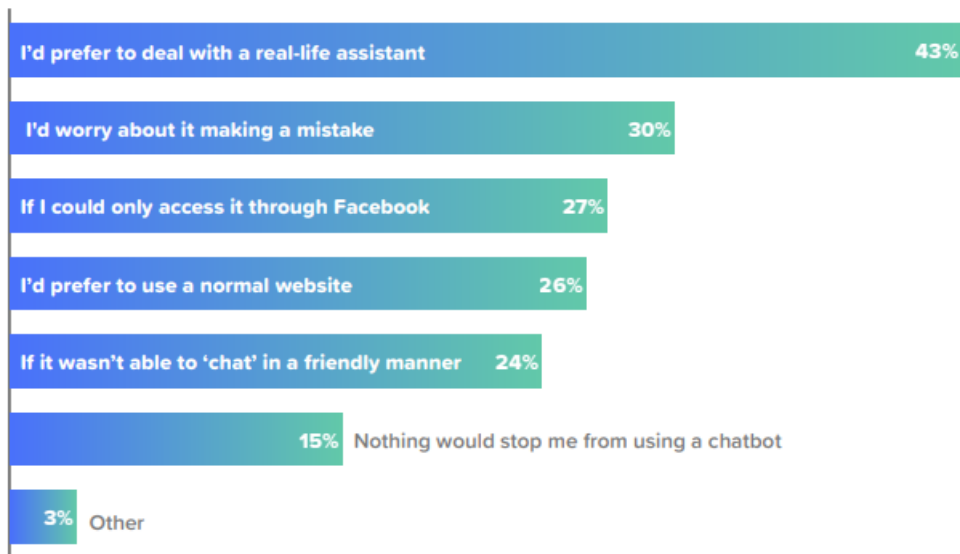 I’d prefer to deal with a real-life assistant 43%
I'd worry about it making a mistake 30%
If I could only access it through Facebook 27%
I’d prefer to use a normal website 26%
If it wasn’t able to ‘chat’ in a friendly manner 24%
15% Nothing would stop me from using a chatbot
3% Other